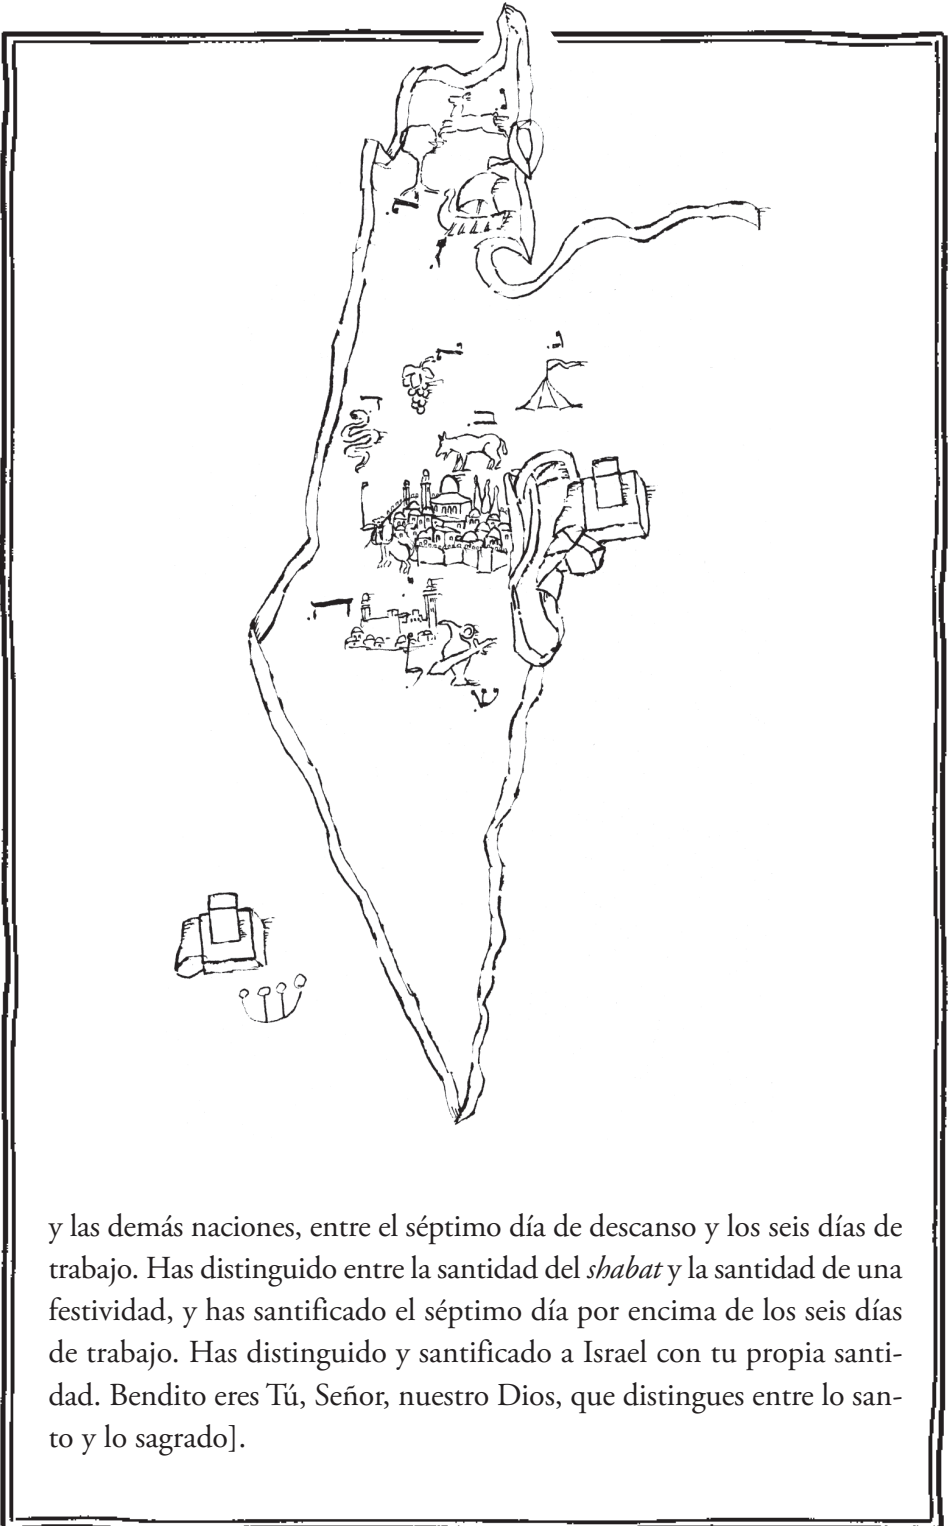 y las demás naciones, entre el séptimo día de descanso y los seis días de
trabajo. Has distinguido entre la santidad del shabat y la santidad de una
festividad, y has santificado el séptimo día por encima de los seis días
de trabajo. Has distinguido y santificado a Israel con tu propia santi-
dad. Bendito eres Tú, Señor, nuestro Dios, que distingues entre lo san-
to y lo sagrado].